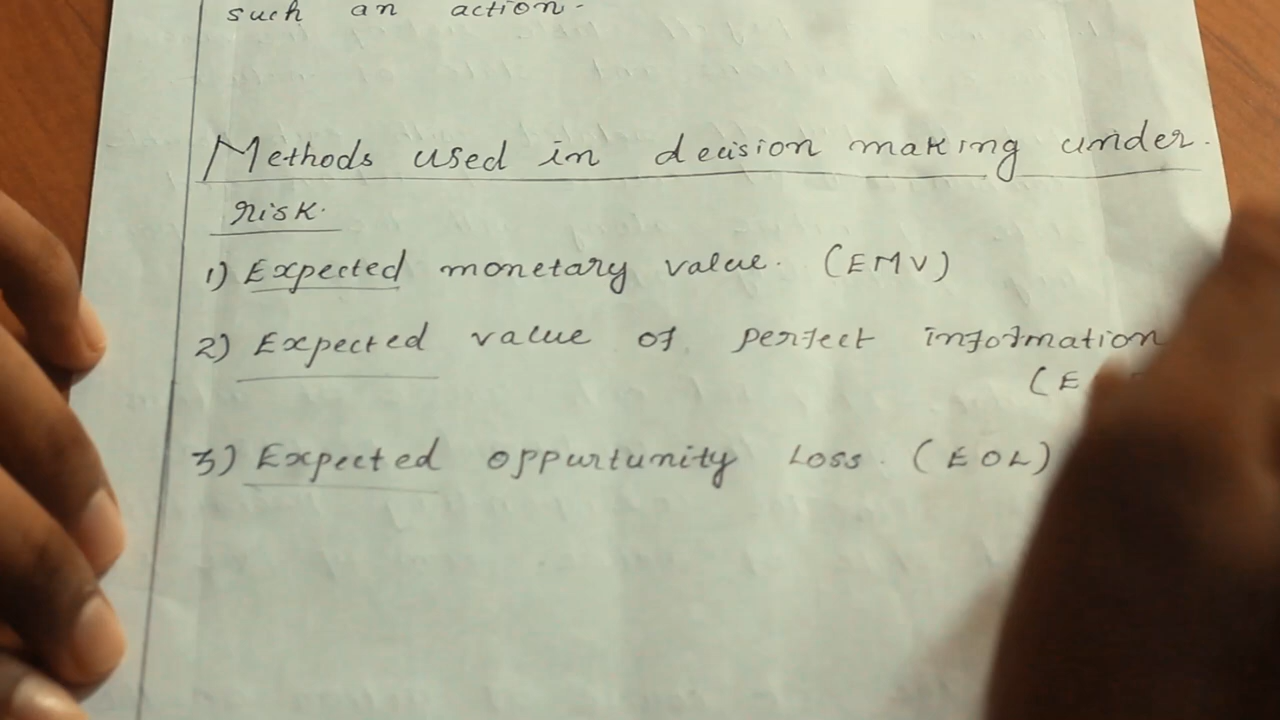 such an action.
Methods used in decision making under.
risk.
1) Expected monetary value. (EMV)
2) Expected value of perfect information
(E
3) Expected oppurtunity Loss. (EOL)